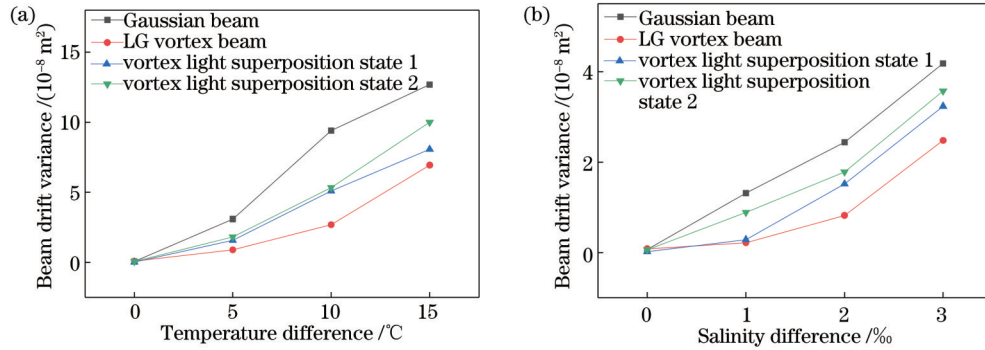 (a)
Gaussian beam
LG vortex beam
vortex light superposition state 1
vortex light superposition state 2
Beam drift variance /(10⁻⁸ m²)
15
10
5
0
0 5 10 15
Temperature difference /℃
(b)
Gaussian beam
LG vortex beam
vortex light superposition state 1
vortex light superposition
state 2
Beam drift variance /(10⁻⁸ m²)
4
2
0
0 1 2 3
Salinity difference /‰